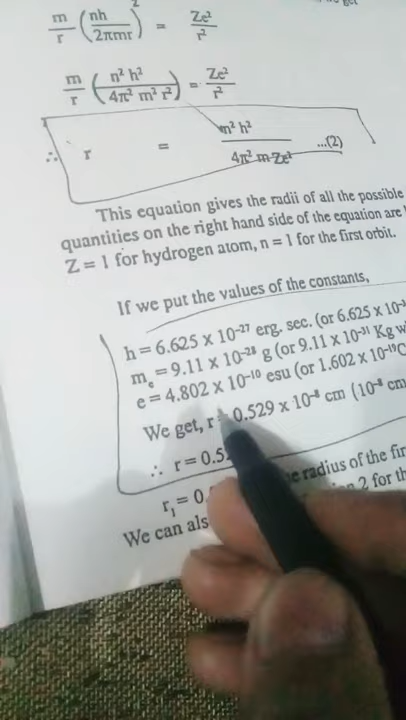 m/r (nh/2πmr)² = Ze²/r²
m/r (n² h²/4π² m² r²) = Ze²/r²
∴ r = n² h²/4π² m Ze² ...(2)
This equation gives the radii of all the possible
quantities on the right hand side of the equation are
Z = 1 for hydrogen atom, n = 1 for the first orbit.
If we put the values of the constants,
h = 6.625 x 10⁻²⁷ erg. sec. (or 6.625 x 10
mₑ = 9.11 x 10⁻²⁸ g (or 9.11 x 10⁻³¹ Kg
e = 4.802 x 10⁻¹⁰ esu (or 1.602 x 10⁻¹⁹C
We get, r = 0.529 x 10⁻⁸ cm (10⁻⁸ cm
∴ r = 0.5
r₁ = 0. radius of the
We can 2 for